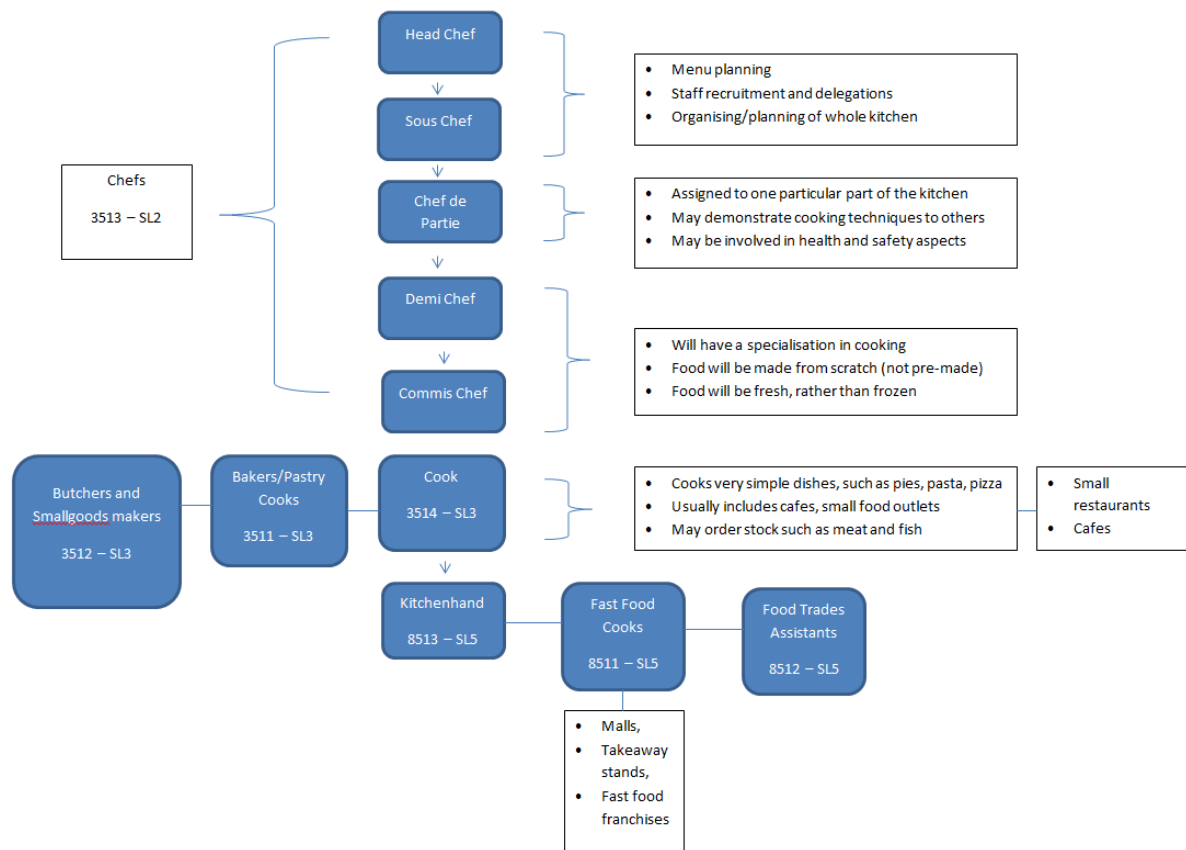 Head Chef
• Menu planning
• Staff recruitment and delegations
• Organising/planning of whole kitchen
Sous Chef
Chefs
3513 – SL2
Chef de
Partie
• Assigned to one particular part of the kitchen
• May demonstrate cooking techniques to others
• May be involved in health and safety aspects
Demi Chef
• Will have a specialisation in cooking
• Food will be made from scratch (not pre-made)
• Food will be fresh, rather than frozen
Commis Chef
Butchers and
Smallgoods makers
3512 – SL3
Bakers/Pastry
Cooks
3511 – SL3
Cook
3514 – SL3
• Cooks very simple dishes, such as pies, pasta, pizza
• Usually includes cafes, small food outlets
• May order stock such as meat and fish
• Small
restaurants
• Cafes
Kitchenhand
8513 – SL5
Fast Food
Cooks
8511 – SL5
Food Trades
Assistants
8512 – SL5
• Malls,
• Takeaway
stands,
• Fast food
franchises